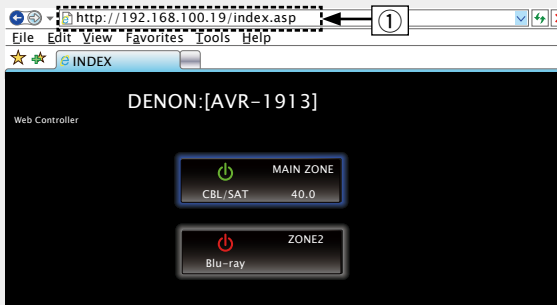 http://192.168.100.19/index.asp
①
File Edit View Favorites Tools Help
INDEX
DENON:[AVR-1913]
Web Controller
MAIN ZONE
CBL/SAT 40.0
ZONE2
Blu-ray